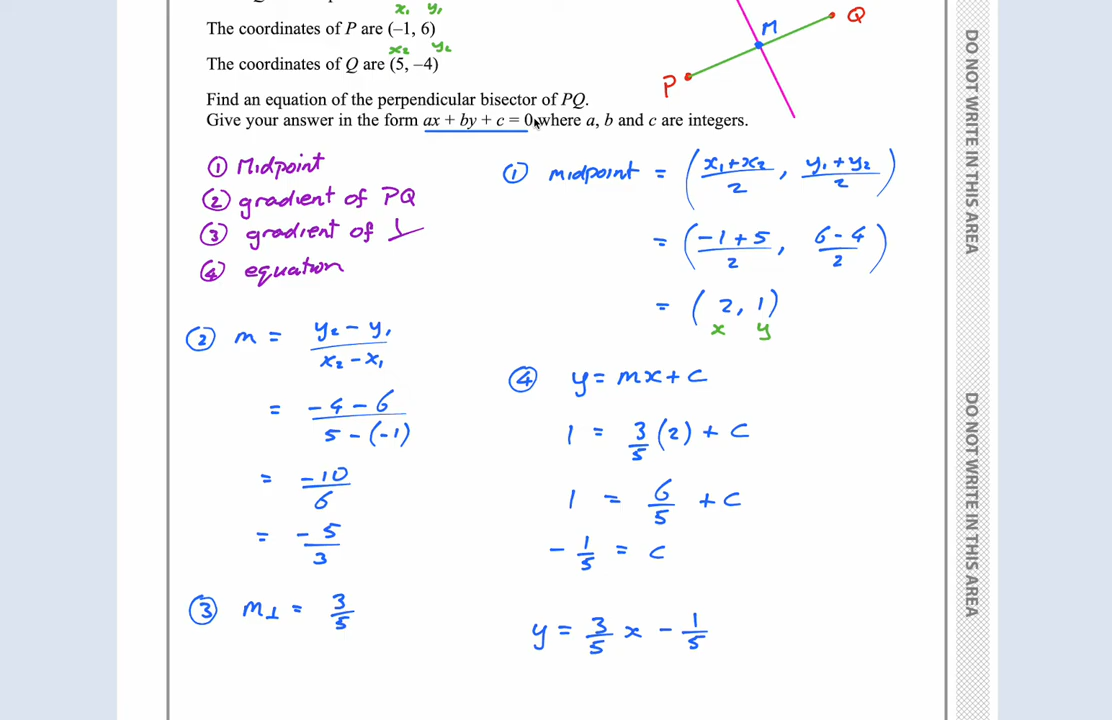 x₁ y₁
The coordinates of P are (–1, 6)
x₂ y₂
The coordinates of Q are (5, –4)
Find an equation of the perpendicular bisector of PQ.
Give your answer in the form ax + by + c = 0 where a, b and c are integers.
P
M
Q
① Midpoint
② gradient of PQ
③ gradient of ⊥
④ equation
① midpoint = ( (x₁+x₂)/2 , (y₁+y₂)/2 )
= ( (-1+5)/2 , (6-4)/2 )
= ( 2, 1)
x y
② m = (y₂ - y₁)/(x₂ - x₁)
= (-4 - 6)/(5 - (-1))
= -10/6
= -5/3
③ m⊥ = 3/5
④ y = mx + c
1 = 3/5 (2) + c
1 = 6/5 + c
- 1/5 = c
y = 3/5 x - 1/5
DO NOT WRITE IN THIS AREA
DO NOT WRITE IN THIS AREA